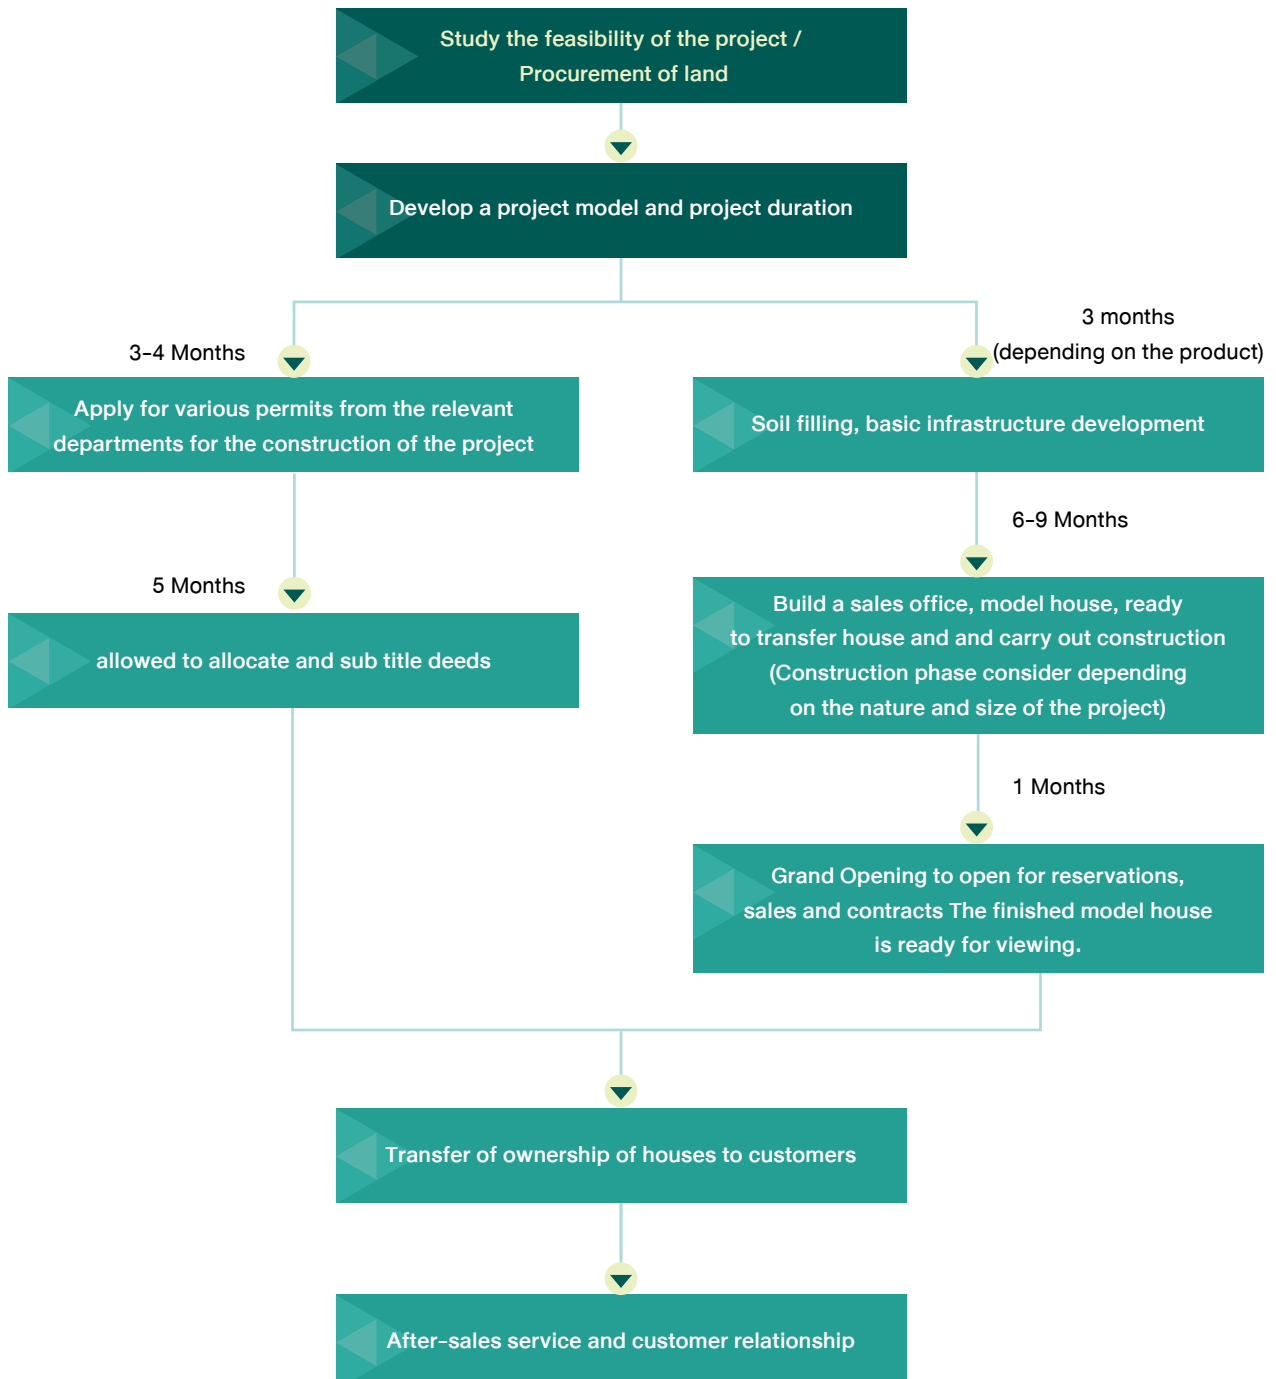 Study the feasibility of the project /
Procurement of land
Develop a project model and project duration
3-4 Months
3 months
(depending on the product)
Apply for various permits from the relevant
departments for the construction of the project
Soil filling, basic infrastructure development
6-9 Months
5 Months
Build a sales office, model house, ready
to transfer house and and carry out construction
(Construction phase consider depending
on the nature and size of the project)
allowed to allocate and sub title deeds
1 Months
Grand Opening to open for reservations,
sales and contracts The finished model house
is ready for viewing.
Transfer of ownership of houses to customers
After-sales service and customer relationship